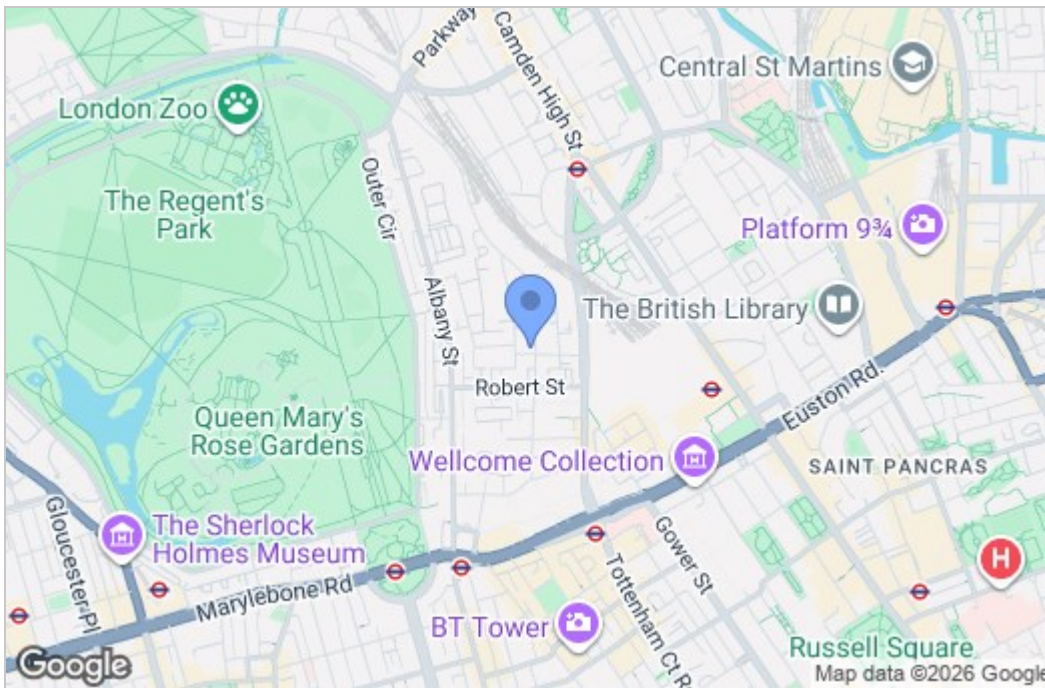 Parkway
Camden High St
Central St Martins
London Zoo
Outer Cir
The Regent's
Park
Platform 9¾
Albany St
The British Library
Robert St
Euston Rd.
Queen Mary's
Rose Gardens
Wellcome Collection
SAINT PANCRAS
Gloucester Pl
The Sherlock
Holmes Museum
Gower St
H
Marylebone Rd
Tottenham Ct R
BT Tower
Russell Square
Google
Map data ©2026 Google